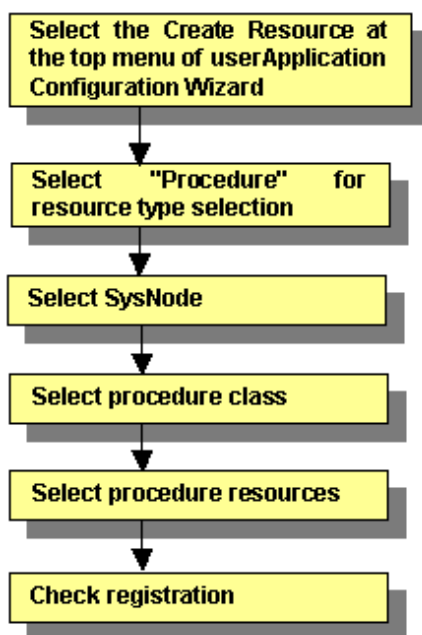 Select the Create Resource at
the top menu of userApplication
Configuration Wizard
Select "Procedure" for
resource type selection
Select SysNode
Select procedure class
Select procedure resources
Check registration